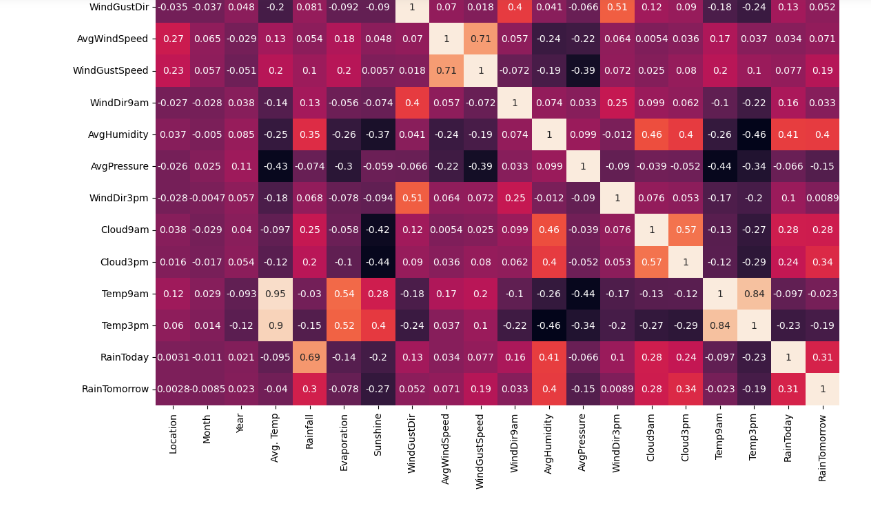 WindGustDir -0.035 -0.037 0.048 -0.2 0.081 -0.092 -0.09 1 0.07 0.018 0.4 0.041 -0.066 0.51 0.12 0.09 -0.18 -0.24 0.13 0.052
AvgWindSpeed 0.27 0.065 -0.029 0.13 0.054 0.18 0.048 0.07 1 0.71 0.057 -0.24 -0.22 0.064 0.0054 0.036 0.17 0.037 0.034 0.071
WindGustSpeed 0.23 0.057 -0.051 0.2 0.1 0.2 0.0057 0.018 0.71 1 -0.072 -0.19 -0.39 0.072 0.025 0.08 0.2 0.1 0.077 0.19
WindDir9am -0.027 -0.028 0.038 -0.14 0.13 -0.056 -0.074 0.4 0.057 -0.072 1 0.074 0.033 0.25 0.099 0.062 -0.1 -0.22 0.16 0.033
AvgHumidity 0.037 -0.005 0.085 -0.25 0.35 -0.26 -0.37 0.041 -0.24 -0.19 0.074 1 0.099 -0.012 0.46 0.4 -0.26 -0.46 0.41 0.4
AvgPressure -0.026 0.025 0.11 -0.43 -0.074 -0.3 -0.059 -0.066 -0.22 -0.39 0.033 0.099 1 -0.09 -0.039 -0.052 -0.44 -0.34 -0.066 -0.15
WindDir3pm -0.028 -0.0047 0.057 -0.18 0.068 -0.078 -0.094 0.51 0.064 0.072 0.25 -0.012 -0.09 1 0.076 0.053 -0.17 -0.2 0.1 0.0089
Cloud9am 0.038 -0.029 0.04 -0.097 0.25 -0.058 -0.42 0.12 0.0054 0.025 0.099 0.46 -0.039 0.076 1 0.57 -0.13 -0.27 0.28 0.28
Cloud3pm 0.016 -0.017 0.054 -0.12 0.2 -0.1 -0.44 0.09 0.036 0.08 0.062 0.4 -0.052 0.053 0.57 1 -0.12 -0.29 0.24 0.34
Temp9am 0.12 0.029 -0.093 0.95 -0.03 0.54 0.28 -0.18 0.17 0.2 -0.1 -0.26 -0.44 -0.17 -0.13 -0.12 1 0.84 -0.097 -0.023
Temp3pm 0.06 0.014 -0.12 0.9 -0.15 0.52 0.4 -0.24 0.037 0.1 -0.22 -0.46 -0.34 -0.2 -0.27 -0.29 0.84 1 -0.23 -0.19
RainToday 0.0031 -0.011 0.021 -0.095 0.69 -0.14 -0.2 0.13 0.034 0.077 0.16 0.41 -0.066 0.1 0.28 0.24 -0.097 -0.23 1 0.31
RainTomorrow 0.0028 -0.0085 0.023 -0.04 0.3 -0.078 -0.27 0.052 0.071 0.19 0.033 0.4 -0.15 0.0089 0.28 0.34 -0.023 -0.19 0.31 1
Location
Month
Year
Avg. Temp
Rainfall
Evaporation
Sunshine
WindGustDir
AvgWindSpeed
WindGustSpeed
WindDir9am
AvgHumidity
AvgPressure
WindDir3pm
Cloud9am
Cloud3pm
Temp9am
Temp3pm
RainToday
RainTomorrow